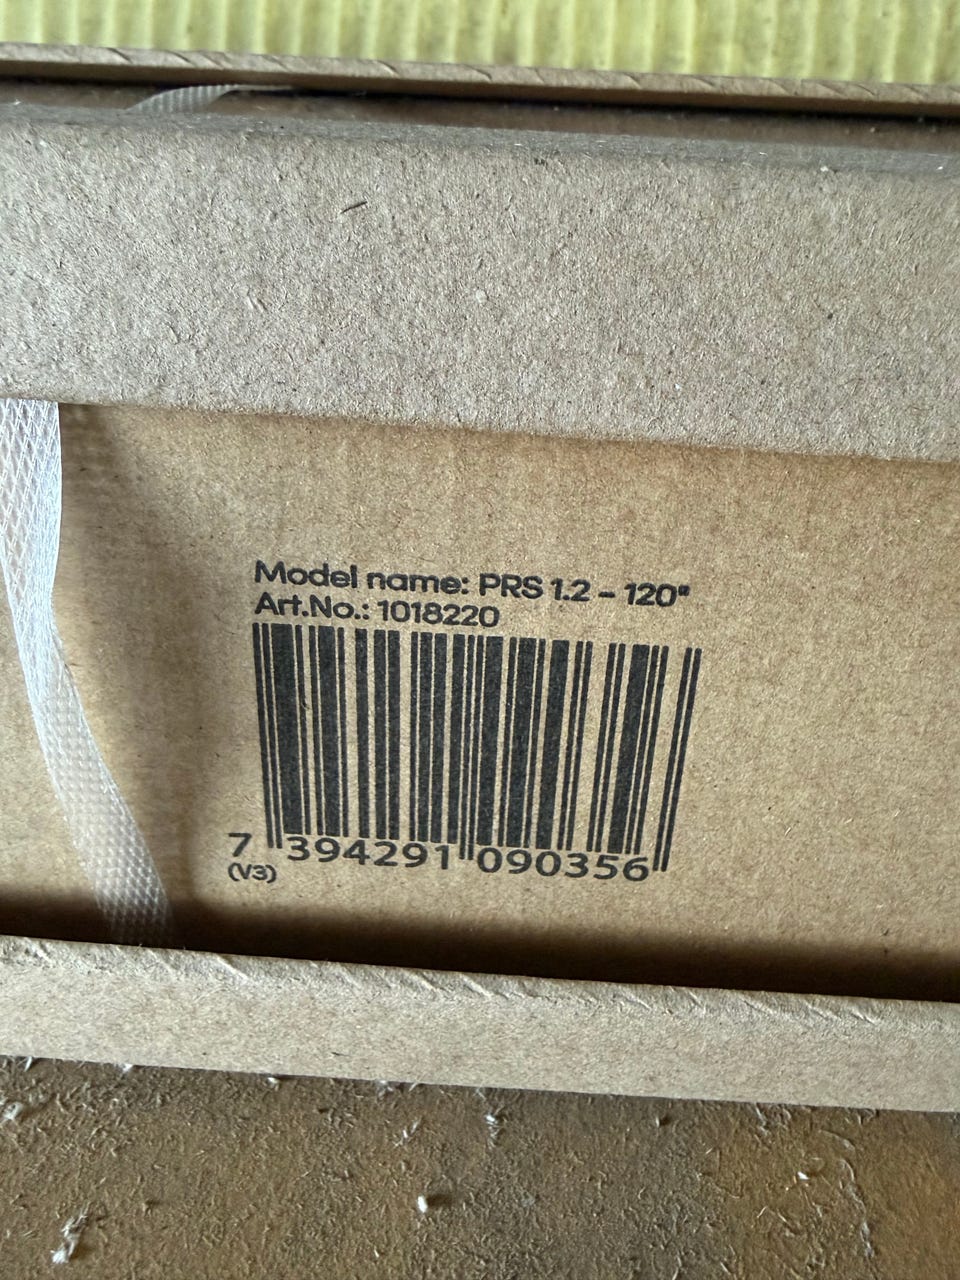 Model name: PRS 1.2 – 120"
Art.No.: 1018220
7 394291 090356
(V3)